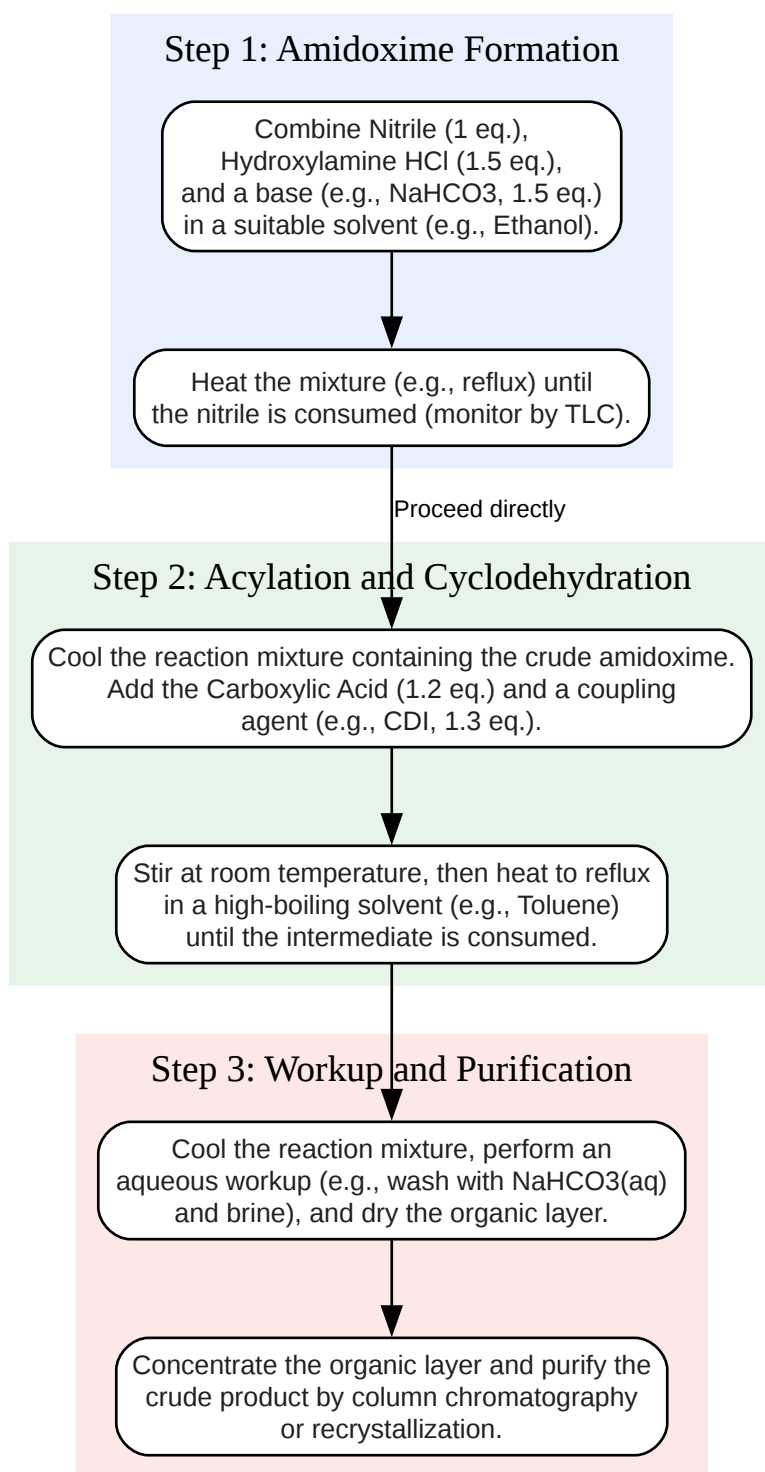 Step 1: Amidoxime Formation
Combine Nitrile (1 eq.),
Hydroxylamine HCl (1.5 eq.),
and a base (e.g., NaHCO3, 1.5 eq.)
in a suitable solvent (e.g., Ethanol).
Heat the mixture (e.g., reflux) until
the nitrile is consumed (monitor by TLC).
Proceed directly
Step 2: Acylation and Cyclodehydration
Cool the reaction mixture containing the crude amidoxime.
Add the Carboxylic Acid (1.2 eq.) and a coupling
agent (e.g., CDI, 1.3 eq.).
Stir at room temperature, then heat to reflux
in a high-boiling solvent (e.g., Toluene)
until the intermediate is consumed.
Step 3: Workup and Purification
Cool the reaction mixture, perform an
aqueous workup (e.g., wash with NaHCO3(aq)
and brine), and dry the organic layer.
Concentrate the organic layer and purify the
crude product by column chromatography
or recrystallization.